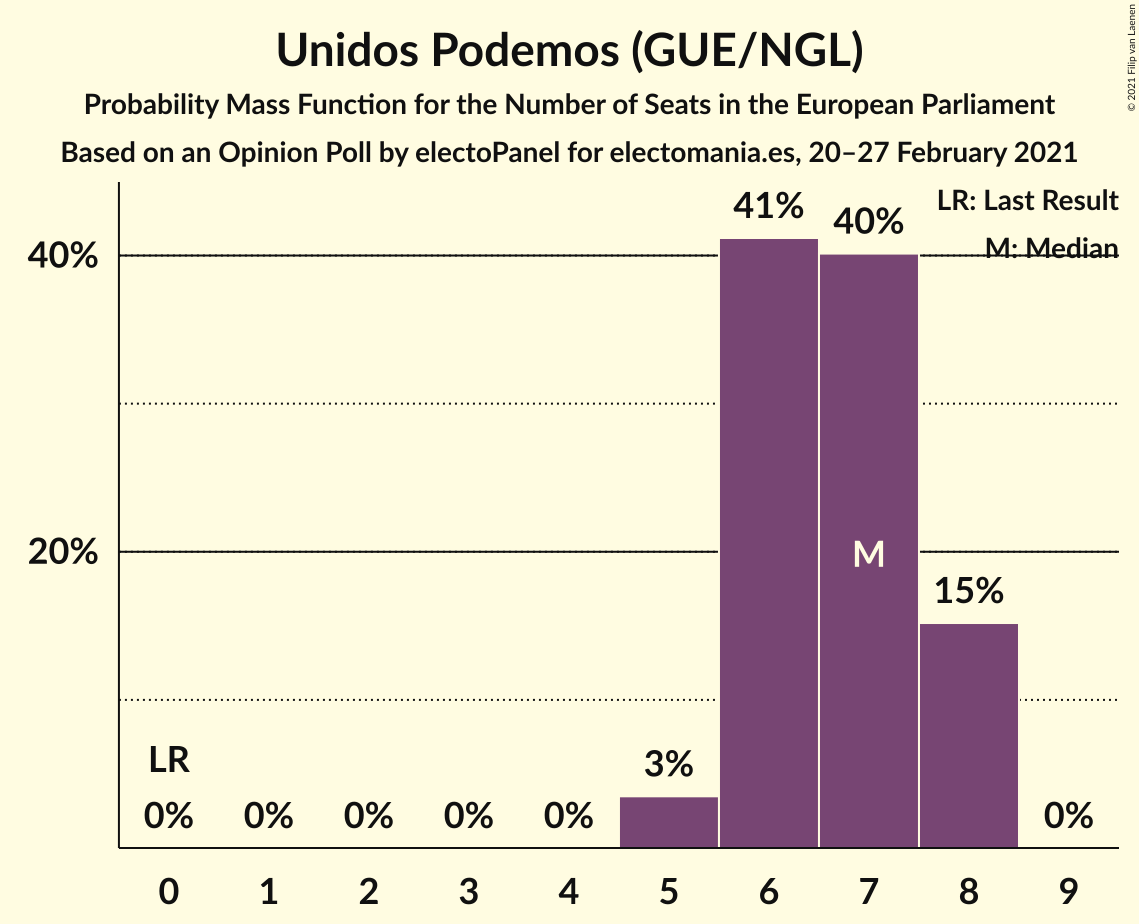 Unidos Podemos (GUE/NGL)
Probability Mass Function for the Number of Seats in the European Parliament
Based on an Opinion Poll by electoPanel for electomania.es, 20–27 February 2021
© 2021 Filip van Laenen
LR: Last Result
M: Median
41%
40%
40%
20%
M
15%
LR
3%
0%
0%
0%
0%
0%
0%
0 1 2 3 4 5 6 7 8 9